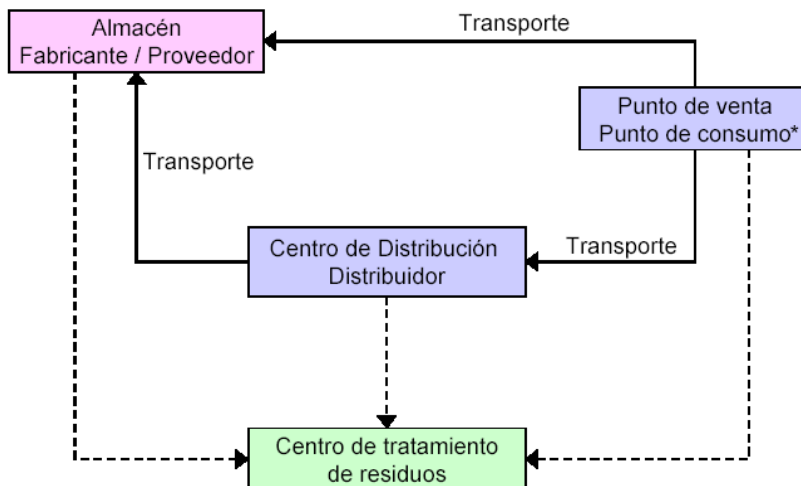 Almacén
Fabricante / Proveedor
Transporte
Punto de venta
Punto de consumo*
Transporte
Centro de Distribución
Distribuidor
Transporte
Centro de tratamiento
de residuos